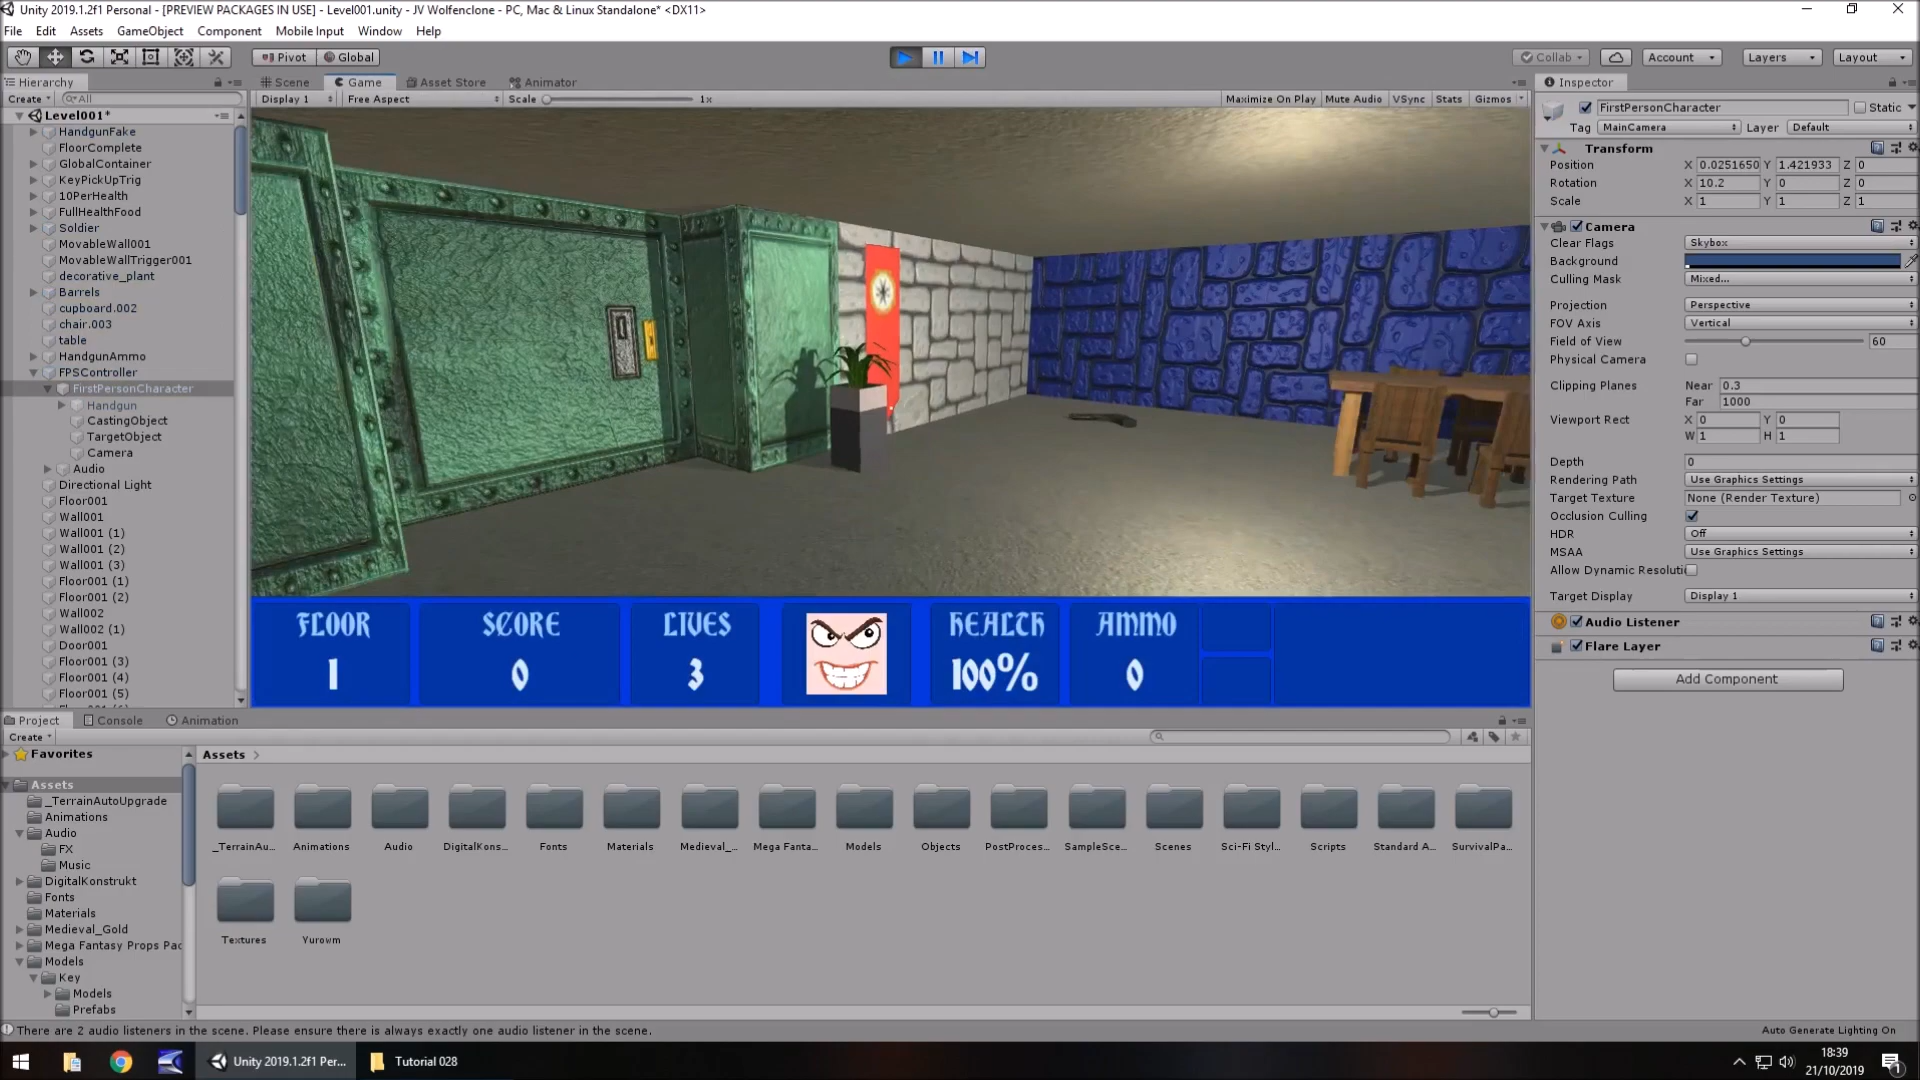 Unity 2019.1.2f1 Personal - [PREVIEW PACKAGES IN USE] - Level001.unity - JV Wolfenclone - PC, Mac & Linux Standalone* <DX11>
File Edit Assets GameObject Component Mobile Input Window Help
Pivot Global Collab Account Layers Layout
Hierarchy Scene Game Asset Store Animator Inspector
Create All Display 1 Free Aspect Scale 1x Maximize On Play Mute Audio VSync Stats Gizmos
Level001*
HandgunFake
FloorComplete
GlobalContainer
KeyPickUpTrig
10PerHealth
FullHealthFood
Soldier
MovableWall001
MovableWallTrigger001
decorative_plant
Barrels
cupboard.002
chair.003
table
HandgunAmmo
FPSController
FirstPersonCharacter
Handgun
CastingObject
TargetObject
Camera
Audio
Directional Light
Floor001
Wall001
Wall001 (1)
Wall001 (2)
Wall001 (3)
Floor001 (1)
Floor001 (2)
Wall002
Wall002 (1)
Door001
Floor001 (3)
Floor001 (4)
Floor001 (5)
FLOOR SCORE LIVES HEALTH AMMO
1 0 3 100% 0
FirstPersonCharacter Static
Tag MainCamera Layer Default
Transform
Position X 0.0251650 Y 1.421933 Z 0
Rotation X 10.2 Y 0 Z 0
Scale X 1 Y 1 Z 1
Camera
Clear Flags Skybox
Background
Culling Mask Mixed...
Projection Perspective
FOV Axis Vertical
Field of View 60
Physical Camera
Clipping Planes Near 0.3
Far 1000
Viewport Rect X 0 Y 0
W 1 H 1
Depth 0
Rendering Path Use Graphics Settings
Target Texture None (Render Texture)
Occlusion Culling
HDR Off
MSAA Use Graphics Settings
Allow Dynamic Resoluti
Target Display Display 1
Audio Listener
Flare Layer
Add Component
Project Console Animation
Create
Favorites
Assets
_TerrainAutoUpgrade
Animations
Audio
FX
Music
DigitalKonstrukt
Fonts
Materials
Medieval_Gold
Mega Fantasy Props Pac
Models
Key
Models
Prefabs
Assets
_TerrainAu... Animations Audio DigitalKons... Fonts Materials Medieval_... Mega Fanta... Models Objects PostProces... SampleSce... Scenes Sci-Fi Styl... Scripts Standard A... SurvivalPa...
Textures Yurowm
There are 2 audio listeners in the scene. Please ensure there is always exactly one audio listener in the scene.
Auto Generate Lighting On
Unity 2019.1.2f1 Per... Tutorial 028
18:39
21/10/2019
1